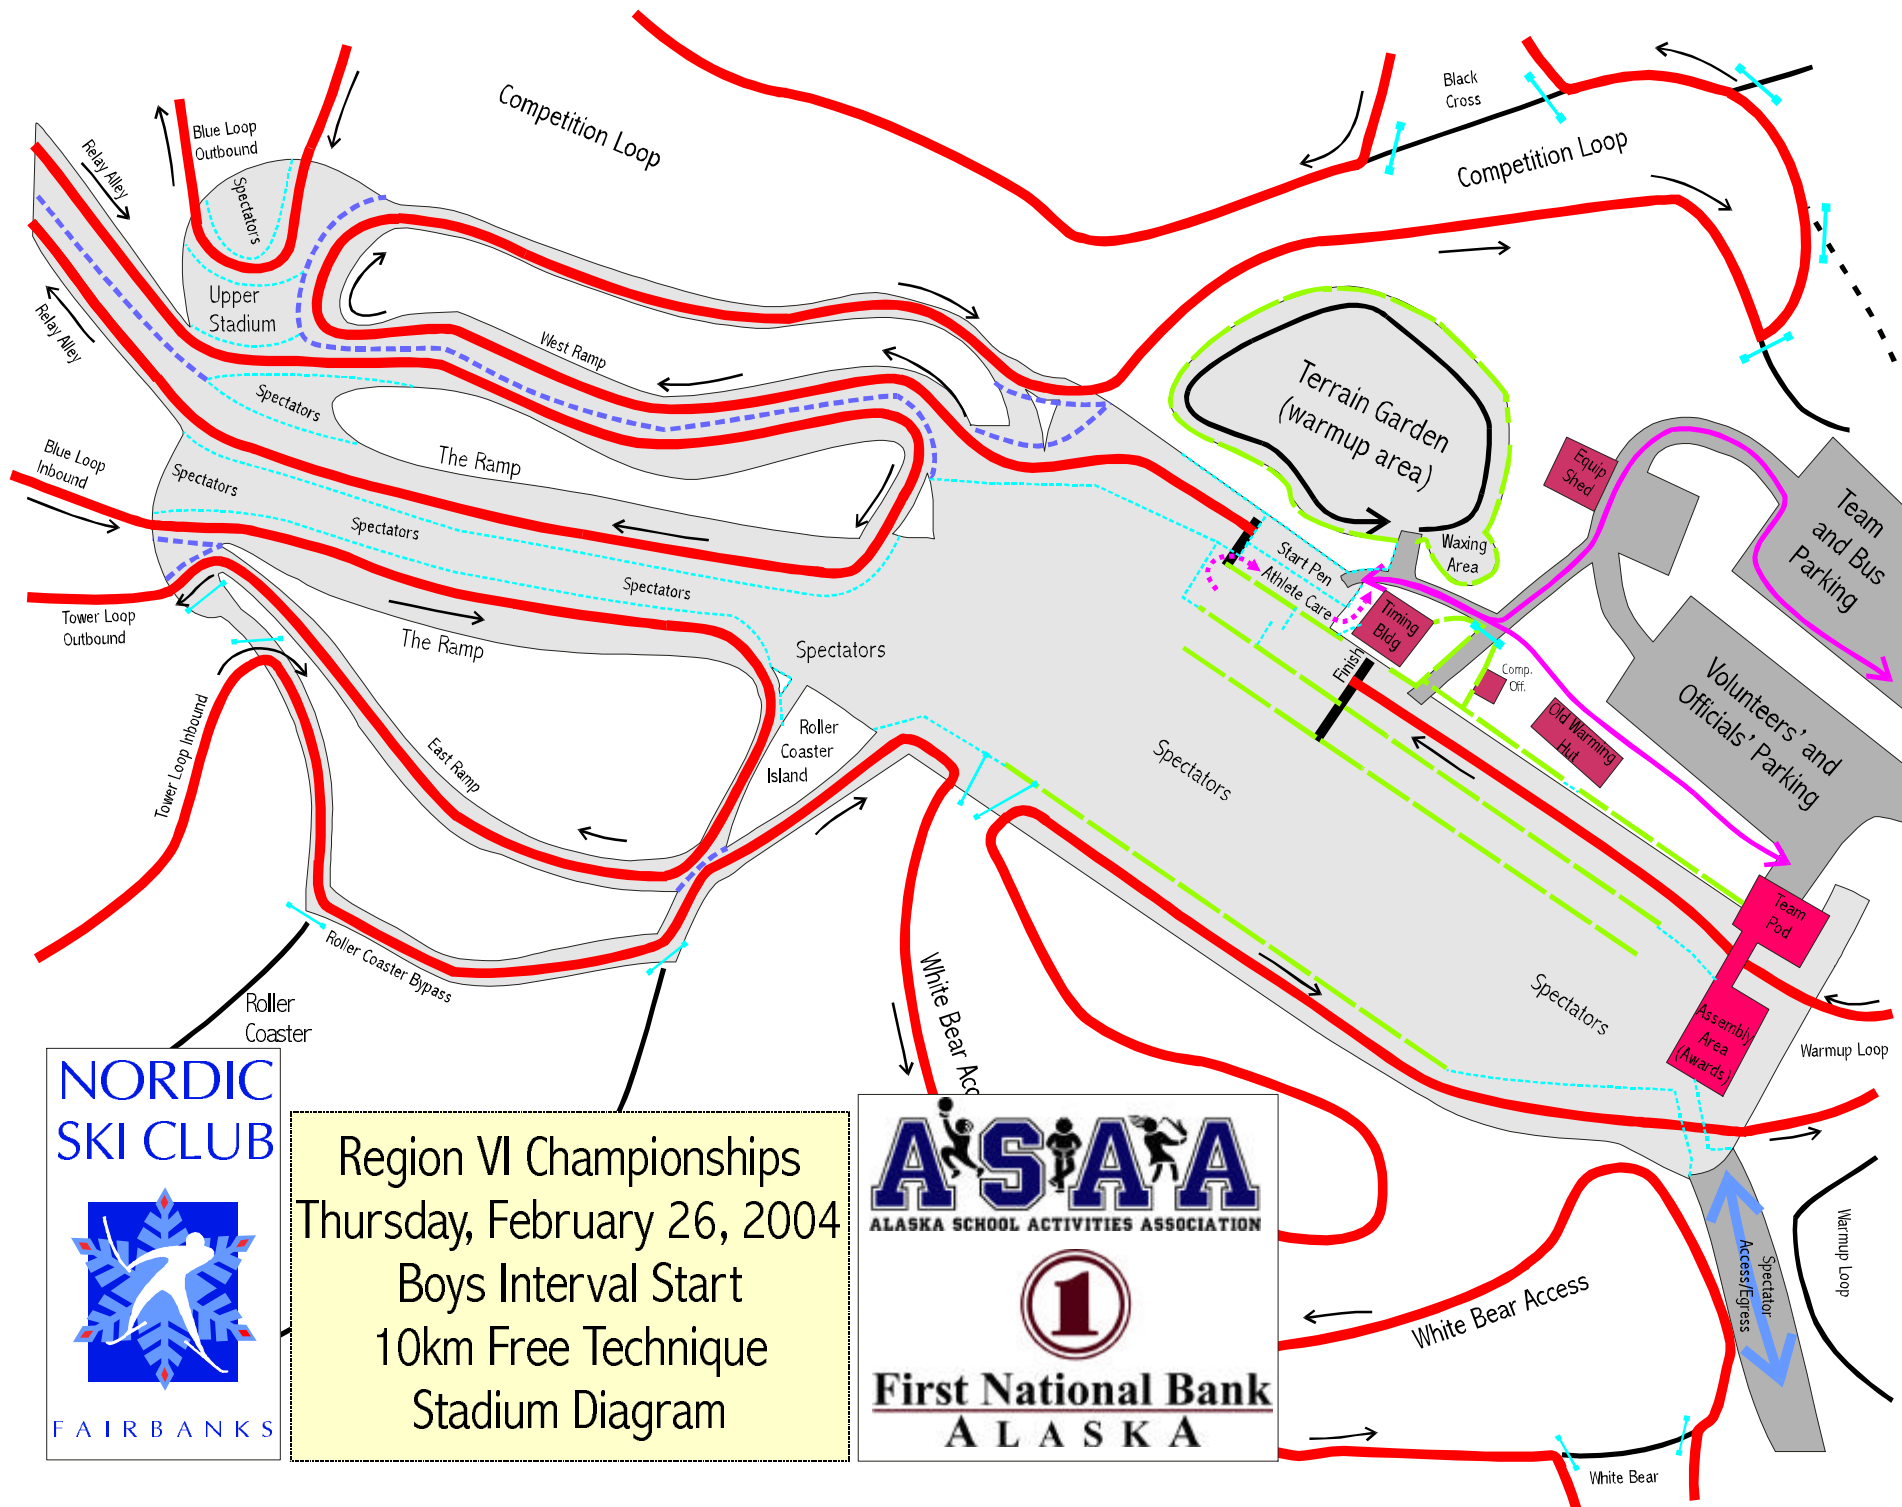 Competition Loop
Black
Cross
Competition Loop
Blue Loop
Outbound
Relay Alley
Spectators
Upper
Stadium
Relay Alley
West Ramp
Terrain Garden
(warmup area)
Spectators
The Ramp
Blue Loop
Inbound
Spectators
Spectators
Equip
Shed
Team
and Bus
Parking
Waxing
Area
Start Pen
Athlete Care
Timing
Bldg
Spectators
Tower Loop
Outbound
The Ramp
Spectators
Finish
Comp.
Off.
Volunteers' and
Officials' Parking
Old Warming
Hut
Tower Loop Inbound
East Ramp
Roller
Coaster
Island
Spectators
Team
Pod
Roller Coaster Bypass
Roller
Coaster
White Bear Acc
Spectators
Assembly
Area
(Awards)
Warmup Loop
NORDIC
SKI CLUB
FAIRBANKS
Region VI Championships
Thursday, February 26, 2004
Boys Interval Start
10km Free Technique
Stadium Diagram
ASAA
ALASKA SCHOOL ACTIVITIES ASSOCIATION
1
First National Bank
ALASKA
White Bear Access
Spectator
Access/Egress
Warmup Loop
White Bear